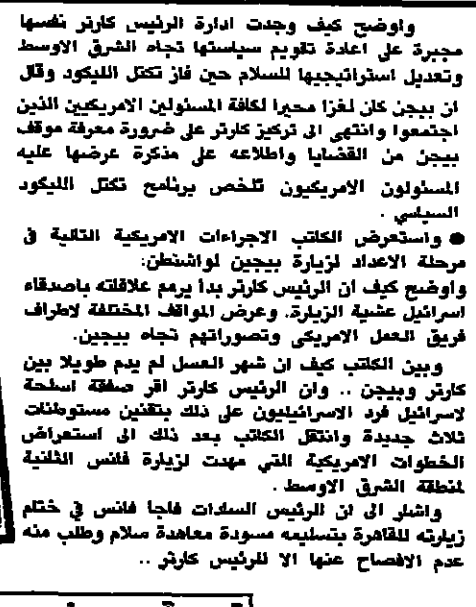 واوضح كيف وجدت ادارة الرئيس كارتر نفسها
مجبرة على اعادة تقويم سياستها تجاه الشرق الاوسط
وتعديل استراتيجيها للسلام حين فاز تكتل الليكود وقال
ان بيجن كان لغزا محيرا لكافة المسئولين الامريكيين الذين
اجتمعوا وانتهى الى تركيز كارتر على ضرورة معرفة موقف
بيجن من القضايا واطلاعه على مذكرة عرضها عليه
المسئولون الامريكيون تلخص برنامج تكتل الليكود
السياسي .
● واستعرض الكاتب الاجراءات الامريكية التالية في
مرحلة الاعداد لزيارة بيجين لواشنطن:
واوضح كيف ان الرئيس كارتر بدأ يرمم علاقاته باصدقاء
اسرائيل عشية الزيارة. وعرض المواقف المختلفة لاطراف
فريق العمل الامريكى وتصوراتهم تجاه بيجين.
وبين الكاتب كيف ان شهر العسل لم يدم طويلا بين
كارتر وبيجن .. وان الرئيس كارتر اقر صفقة اسلحة
لاسرائيل فرد الاسرائيليون على ذلك بتقنين مستوطنات
ثلاث جديدة وانتقل الكاتب بعد ذلك الى استعراض
الخطوات الامريكية التي مهدت لزيارة فانس الثانية
لمنطقة الشرق الاوسط .
واشار الى ان الرئيس السادات فاجا فانس في ختام
زيارته للقاهرة بتسليمه مسودة معاهدة سلام وطلب منه
عدم الافصاح عنها الا للرئيس كارتر ..